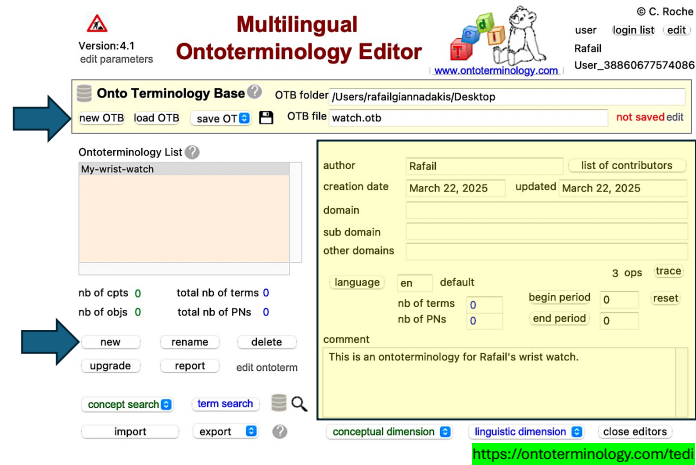 © C. Roche
Multilingual
Ontoterminology Editor
Version:4.1
edit parameters
T e d i
www.ontoterminology.com
user login list edit
Rafail
User_38860677574086
Onto Terminology Base ? OTB folder /Users/rafailgiannadakis/Desktop
new OTB load OTB save OT OTB file watch.otb not saved edit
Ontoterminology List ?
My-wrist-watch
author Rafail list of contributors
creation date March 22, 2025 updated March 22, 2025
domain
sub domain
other domains
3 ops trace
language en default
nb of terms 0 begin period 0 reset
nb of PNs 0 end period 0
nb of cpts 0 total nb of terms 0
nb of objs 0 total nb of PNs 0
comment
This is an ontoterminology for Rafail's wrist watch.
new rename delete
upgrade report edit ontoterm
concept search term search
import export ?
conceptual dimension linguistic dimension close editors
https://ontoterminology.com/tedi